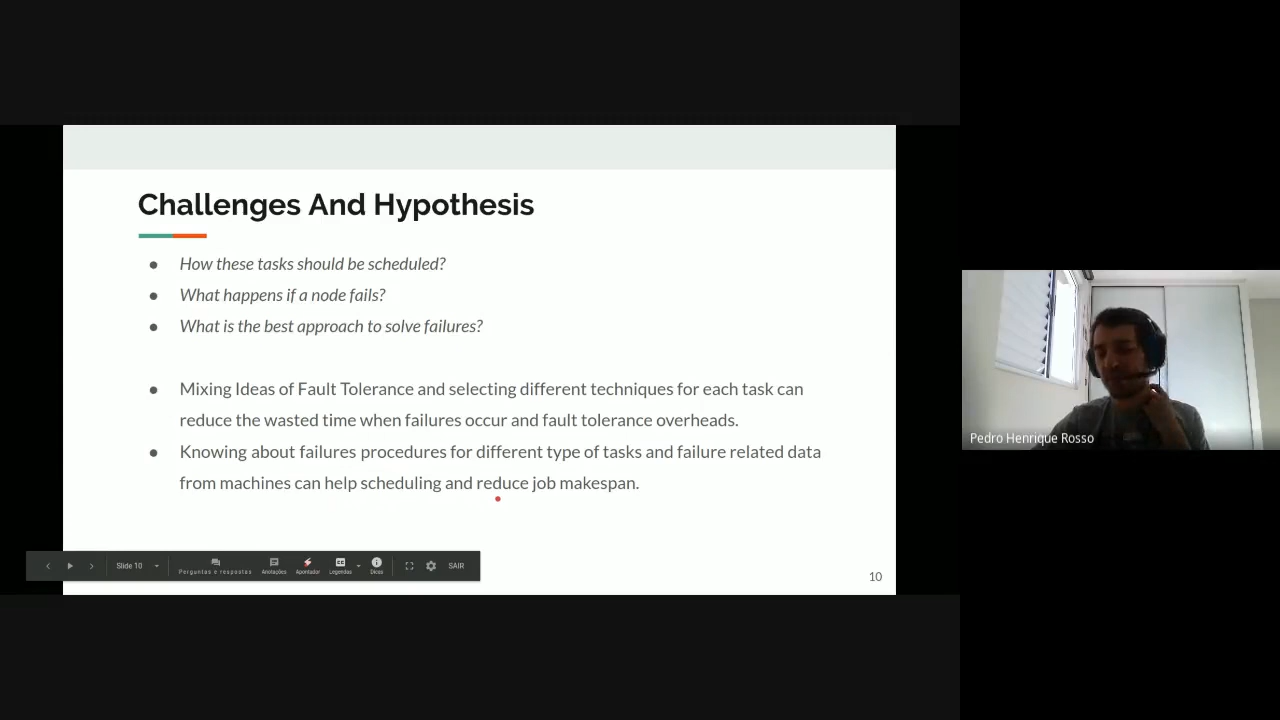 Challenges And Hypothesis
● How these tasks should be scheduled?
● What happens if a node fails?
● What is the best approach to solve failures?
● Mixing Ideas of Fault Tolerance and selecting different techniques for each task can
reduce the wasted time when failures occur and fault tolerance overheads.
● Knowing about failures procedures for different type of tasks and failure related data
from machines can help scheduling and reduce job makespan.
Pedro Henrique Rosso
Slide 10
Perguntas e respostas
Anotações
Apontador
Legendas
Dicas
SAIR
10